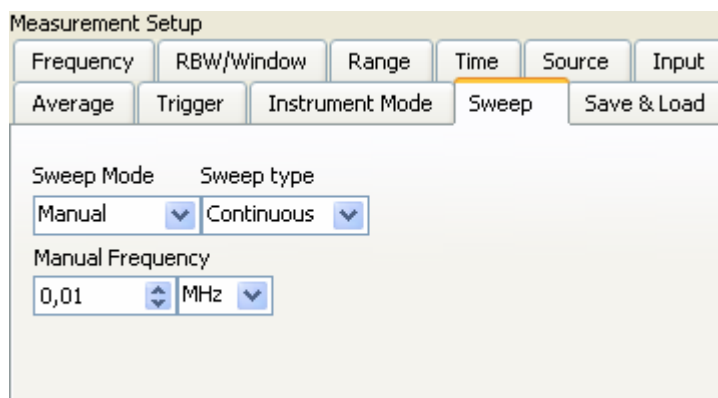 Measurement Setup
Frequency RBW/Window Range Time Source Input
Average Trigger Instrument Mode Sweep Save & Load
Sweep Mode Sweep type
Manual Continuous
Manual Frequency
0,01 MHz